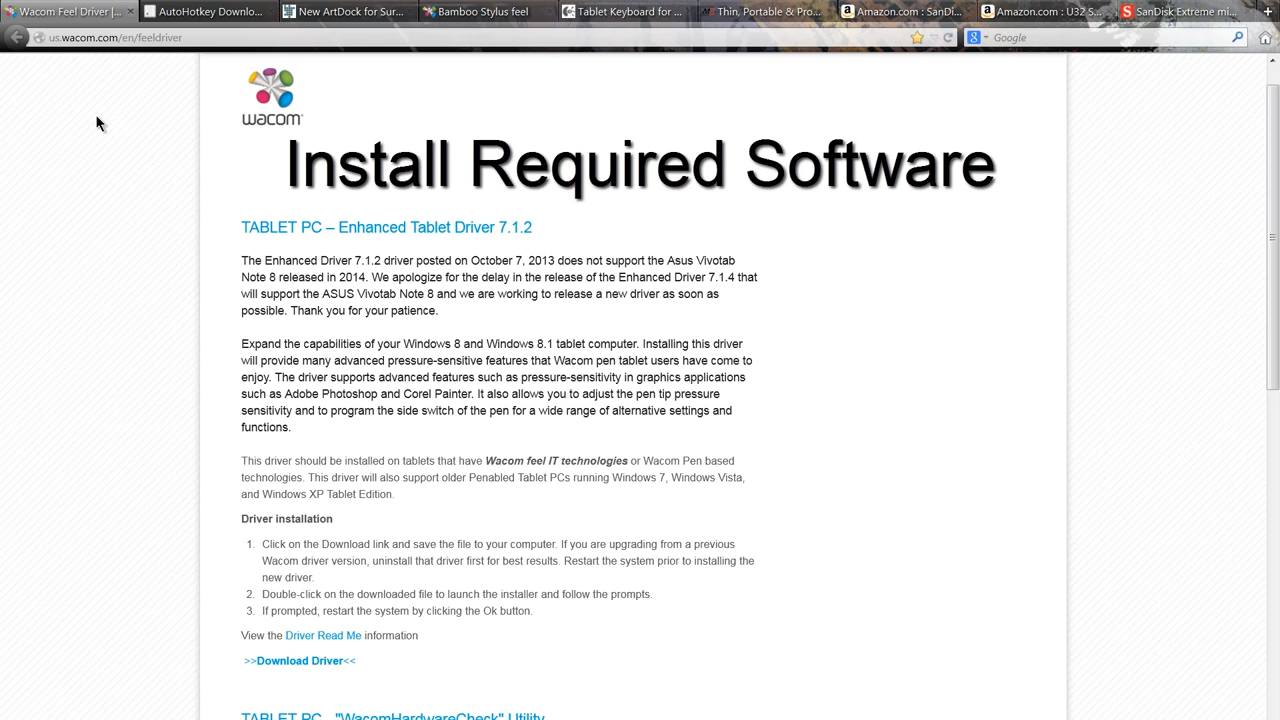 Wacom Feel Driver |...
AutoHotkey Downlo...
New ArtDock for Sur...
Bamboo Stylus feel
Tablet Keyboard for ...
Thin, Portable & Pro...
Amazon.com : SanDi...
Amazon.com : U32 S...
SanDisk Extreme mi...
us.wacom.com/en/feeldriver
Google
wacom
Install Required Software
TABLET PC – Enhanced Tablet Driver 7.1.2
The Enhanced Driver 7.1.2 driver posted on October 7, 2013 does not support the Asus Vivotab
Note 8 released in 2014. We apologize for the delay in the release of the Enhanced Driver 7.1.4 that
will support the ASUS Vivotab Note 8 and we are working to release a new driver as soon as
possible. Thank you for your patience.
Expand the capabilities of your Windows 8 and Windows 8.1 tablet computer. Installing this driver
will provide many advanced pressure-sensitive features that Wacom pen tablet users have come to
enjoy. The driver supports advanced features such as pressure-sensitivity in graphics applications
such as Adobe Photoshop and Corel Painter. It also allows you to adjust the pen tip pressure
sensitivity and to program the side switch of the pen for a wide range of alternative settings and
functions.
This driver should be installed on tablets that have Wacom feel IT technologies or Wacom Pen based
technologies. This driver will also support older Penabled Tablet PCs running Windows 7, Windows Vista,
and Windows XP Tablet Edition.
Driver installation
1. Click on the Download link and save the file to your computer. If you are upgrading from a previous
Wacom driver version, uninstall that driver first for best results. Restart the system prior to installing the
new driver.
2. Double-click on the downloaded file to launch the installer and follow the prompts.
3. If prompted, restart the system by clicking the Ok button.
View the Driver Read Me information
>>Download Driver<<
TABLET PC - "WacomHardwareCheck" Utility